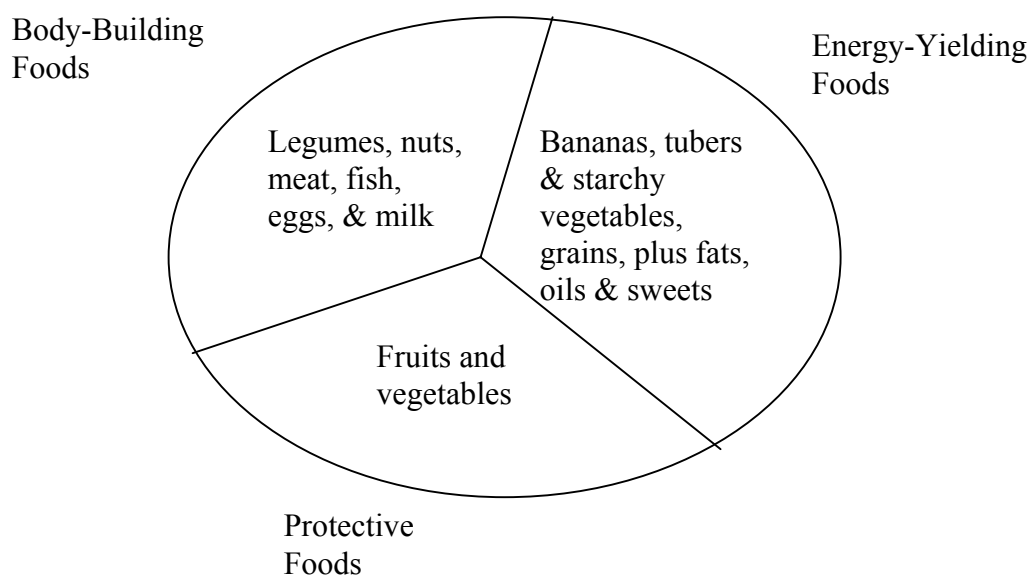 Body-Building
Foods
Energy-Yielding
Foods
Legumes, nuts,
meat, fish,
eggs, & milk
Bananas, tubers
& starchy
vegetables,
grains, plus fats,
oils & sweets
Fruits and
vegetables
Protective
Foods